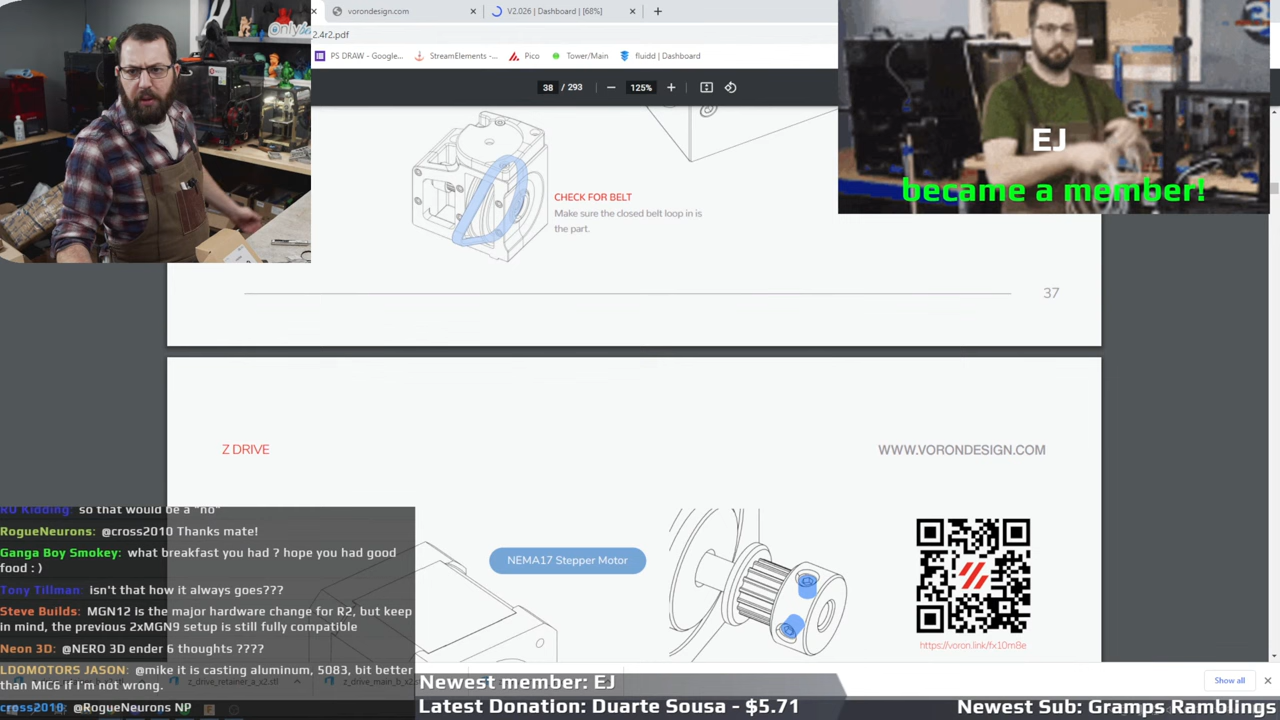 vorondesign.com
V2.026 | Dashboard | [68%]
2.4r2.pdf
PS DRAW - Google...
StreamElements -...
Pico
Tower/Main
fluidd | Dashboard
38 / 293
125%
EJ
became a member!
CHECK FOR BELT
Make sure the closed belt loop in is
the part.
37
Z DRIVE
WWW.VORONDESIGN.COM
NEMA17 Stepper Motor
https://voron.link/fx10m8e
RU Kidding: so that would be a "no"
RogueNeurons: @cross2010 Thanks mate!
Ganga Boy Smokey: what breakfast you had ? hope you had good
food : )
Tony Tillman: isn't that how it always goes???
Steve Builds: MGN12 is the major hardware change for R2, but keep
in mind, the previous 2xMGN9 setup is still fully compatible
Neon 3D: @NERO 3D ender 6 thoughts ????
LDOMOTORS JASON: @mike it is casting aluminum, 5083, bit better
than MIC6 if I'm not wrong.
cross2010: @RogueNeurons NP
z_drive_retainer_a_x2.stl
z_drive_main_b_x2.stl
Show all
Newest member: EJ
Latest Donation: Duarte Sousa - $5.71
Newest Sub: Gramps Ramblings